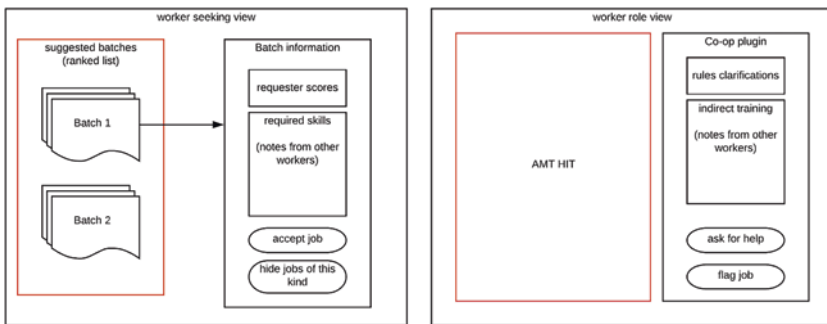 worker seeking view
suggested batches
(ranked list)
Batch 1
Batch 2
Batch information
requester scores
required skills
(notes from other
workers)
accept job
hide jobs of this
kind
worker role view
AMT HIT
Co-op plugin
rules clarifications
indirect training
(notes from other
workers)
ask for help
flag job